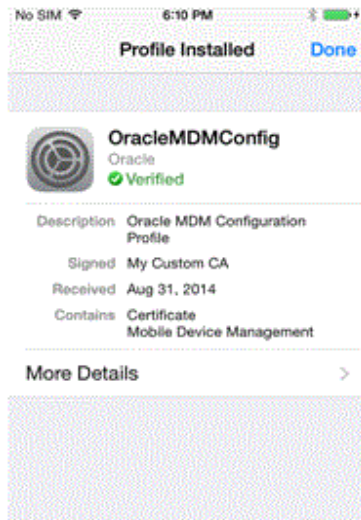 No SIM 6:10 PM
Profile Installed Done
OracleMDMConfig
Oracle
Verified
Description Oracle MDM Configuration
Profile
Signed My Custom CA
Received Aug 31, 2014
Contains Certificate
Mobile Device Management
More Details